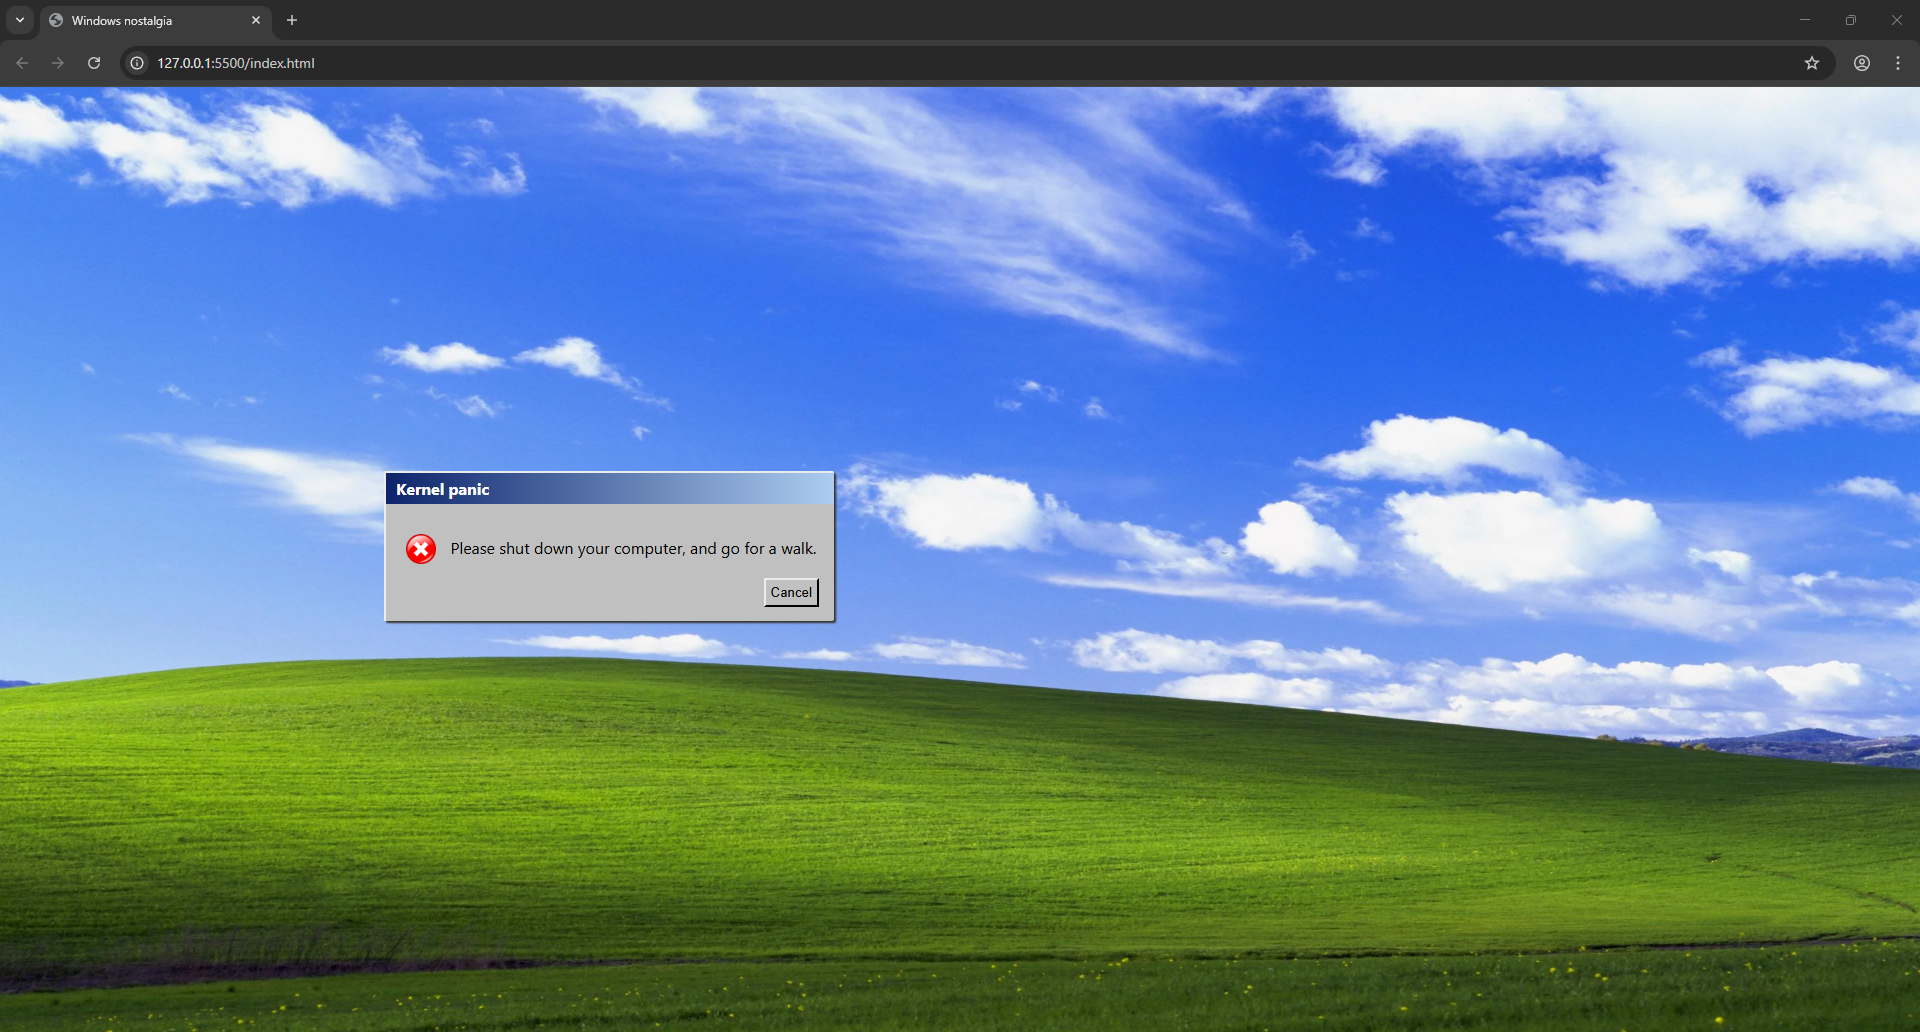 Windows nostalgia
127.0.0.1:5500/index.html
Kernel panic
Please shut down your computer, and go for a walk.
Cancel